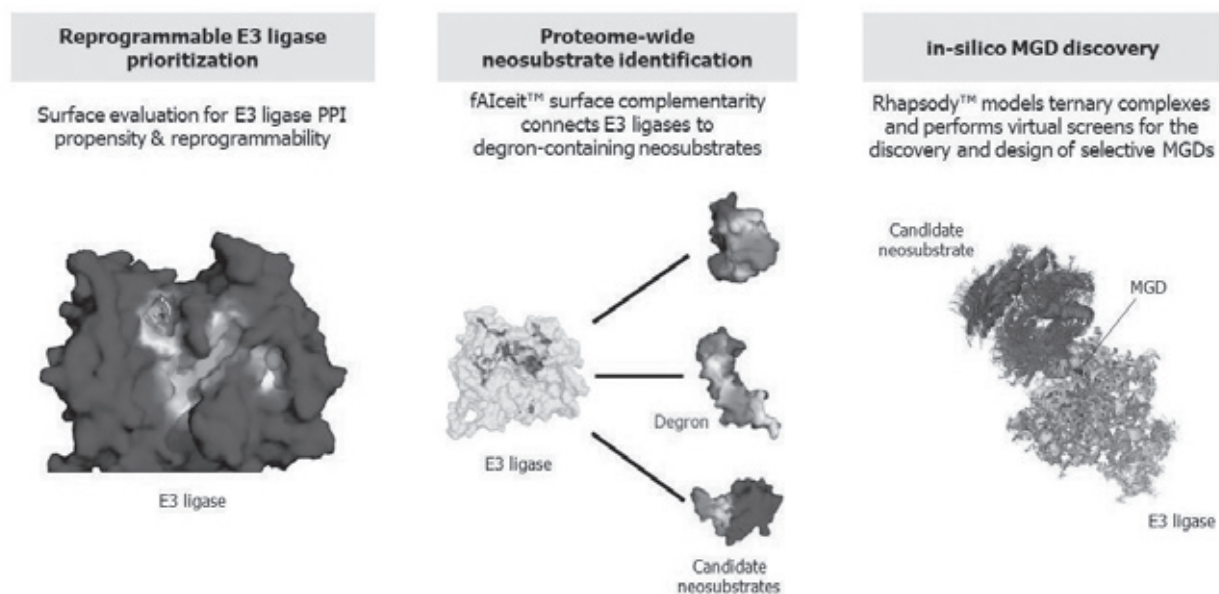 Reprogrammable E3 ligase
prioritization
Surface evaluation for E3 ligase PPI
propensity & reprogrammability
E3 ligase
Proteome-wide
neosubstrate identification
fAIceit™ surface complementarity
connects E3 ligases to
degron-containing neosubstrates
E3 ligase
Degron
Candidate
neosubstrates
in-silico MGD discovery
Rhapsody™ models ternary complexes
and performs virtual screens for the
discovery and design of selective MGDs
Candidate
neosubstrate
MGD
E3 ligase